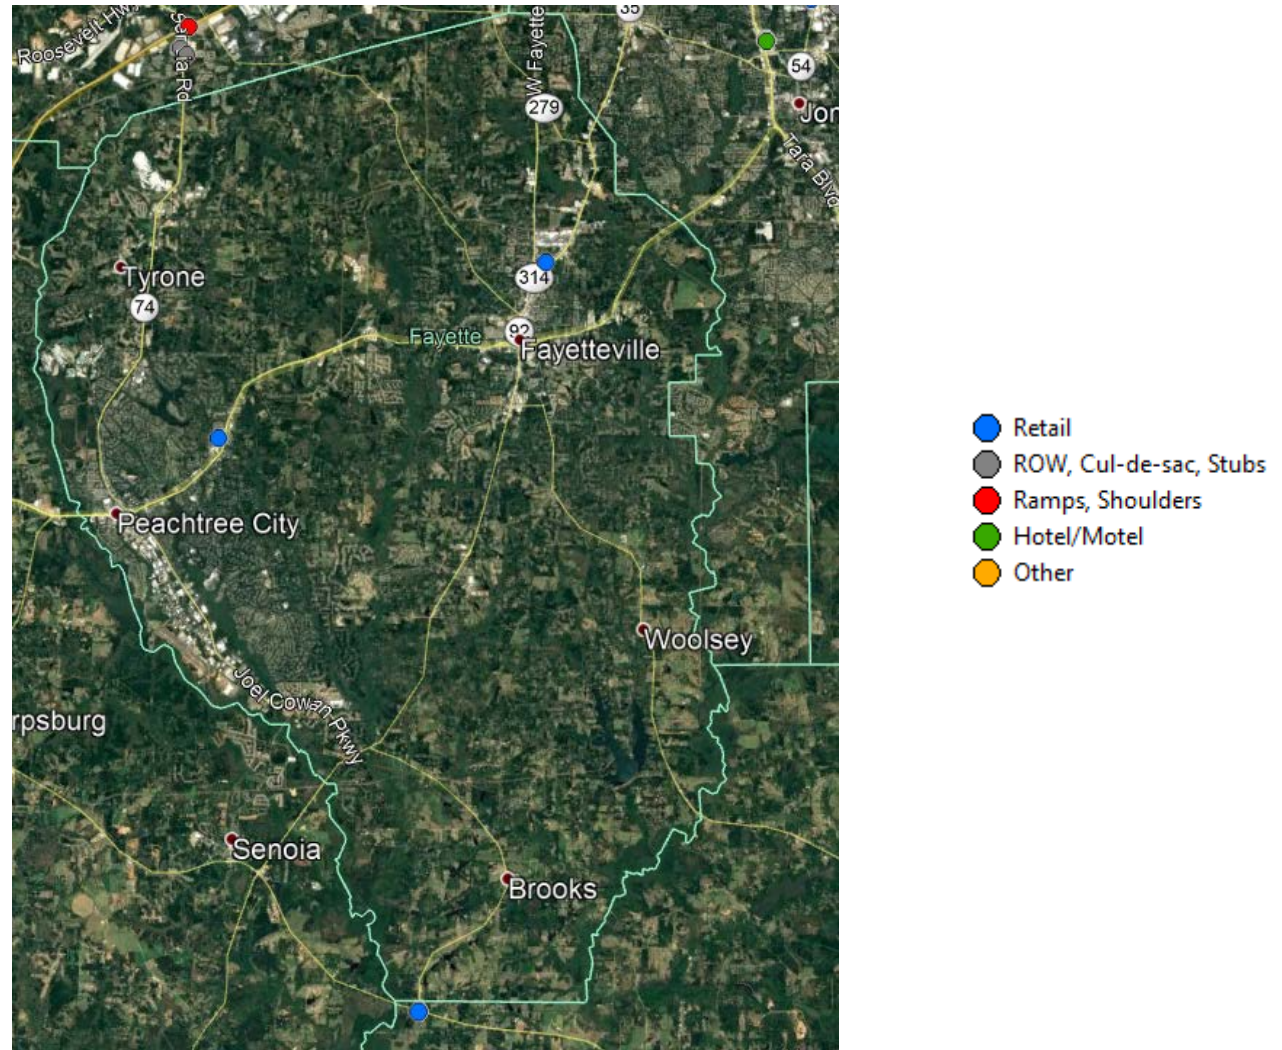 Roosevelt Hwy
35
W Fayette
54
279
Jon
Tara Blvd
Tyrone
314
74
92
Fayette
Fayetteville
Peachtree City
Woolsey
Joel Cowan Pkwy
rpsburg
Senoia
Brooks
Retail
ROW, Cul-de-sac, Stubs
Ramps, Shoulders
Hotel/Motel
Other